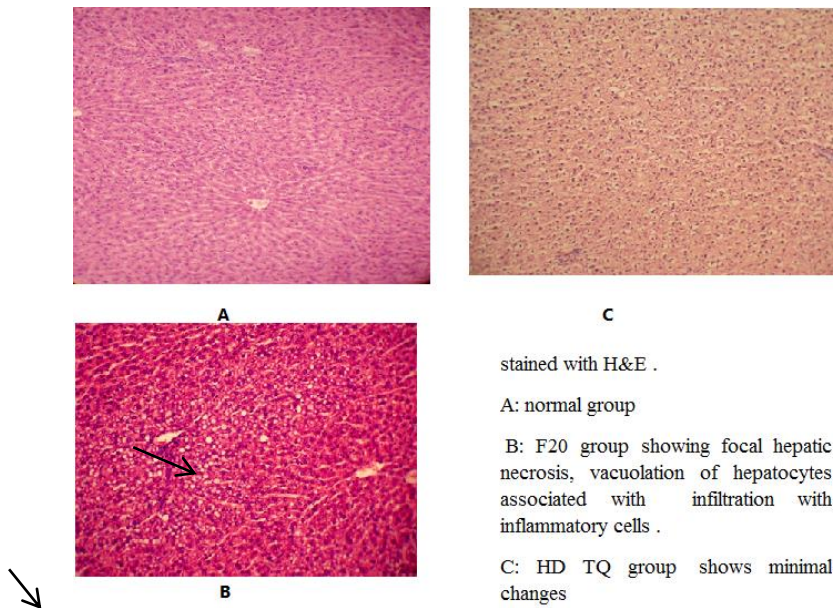 A
C
B
stained with H&E .
A: normal group
B: F20 group showing focal hepatic
necrosis, vacuolation of hepatocytes
associated with infiltration with
inflammatory cells .
C: HD TQ group shows minimal
changes